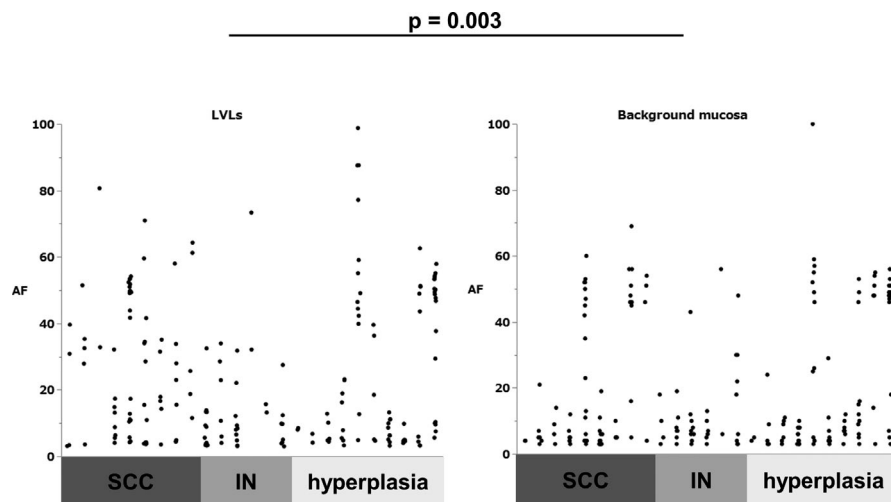 p = 0.003
LVLs
Background mucosa
100
80
60
AF
40
20
0
100
80
60
AF
40
20
0
SCC IN hyperplasia
SCC IN hyperplasia